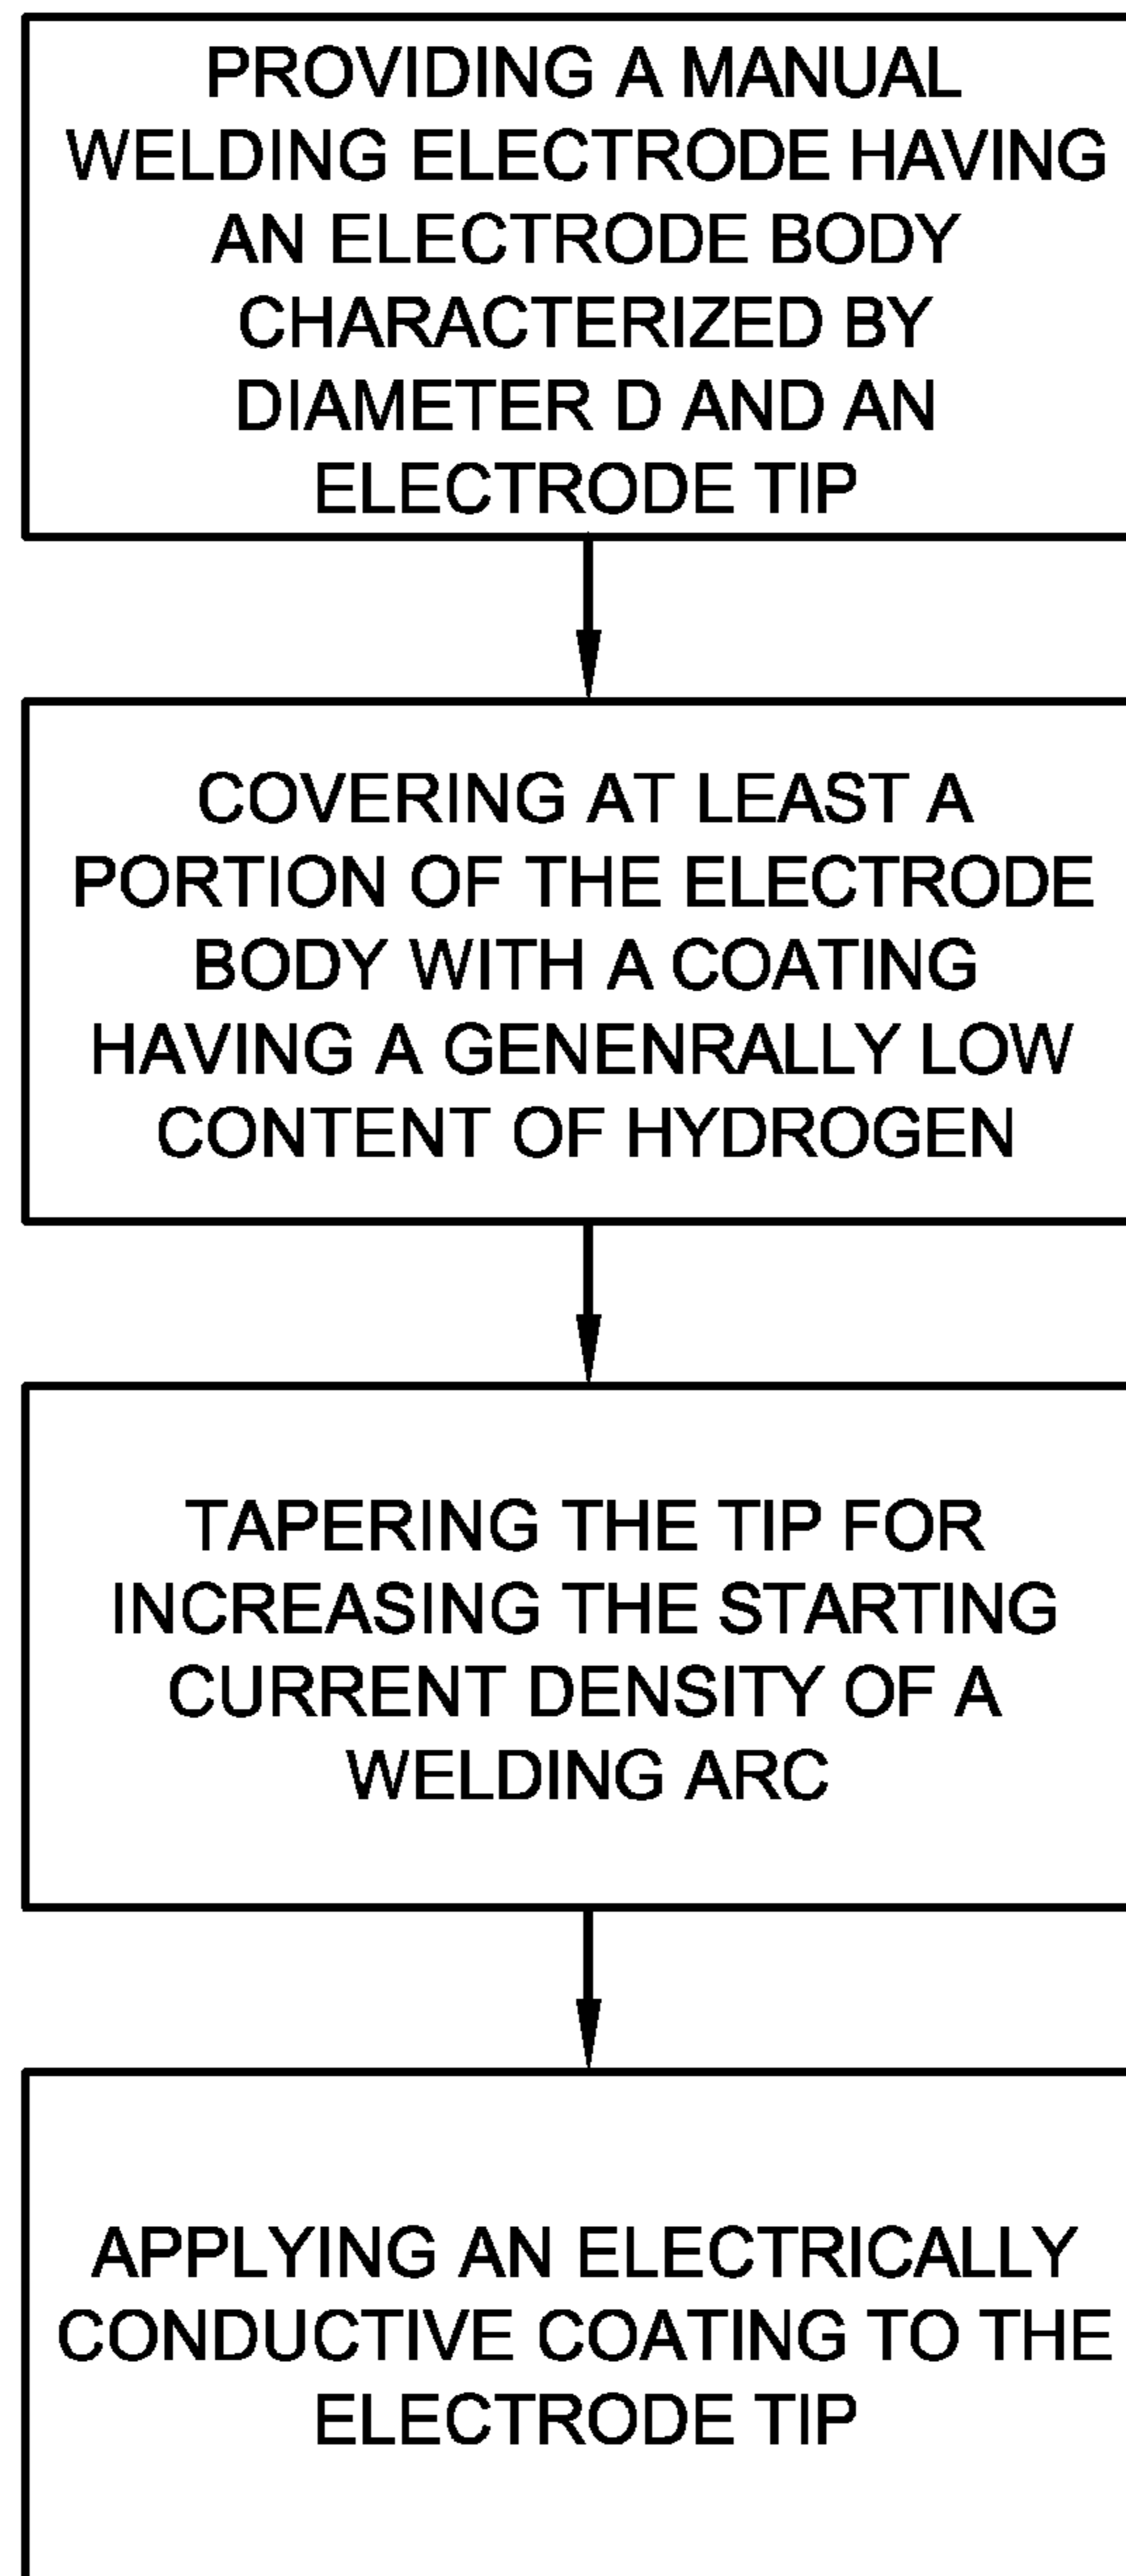 PROVIDING A MANUAL
WELDING ELECTRODE HAVING
AN ELECTRODE BODY
CHARACTERIZED BY
DIAMETER D AND AN
ELECTRODE TIP
COVERING AT LEAST A
PORTION OF THE ELECTRODE
BODY WITH A COATING
HAVING A GENENRALLY LOW
CONTENT OF HYDROGEN
TAPERING THE TIP FOR
INCREASING THE STARTING
CURRENT DENSITY OF A
WELDING ARC
APPLYING AN ELECTRICALLY
CONDUCTIVE COATING TO THE
ELECTRODE TIP